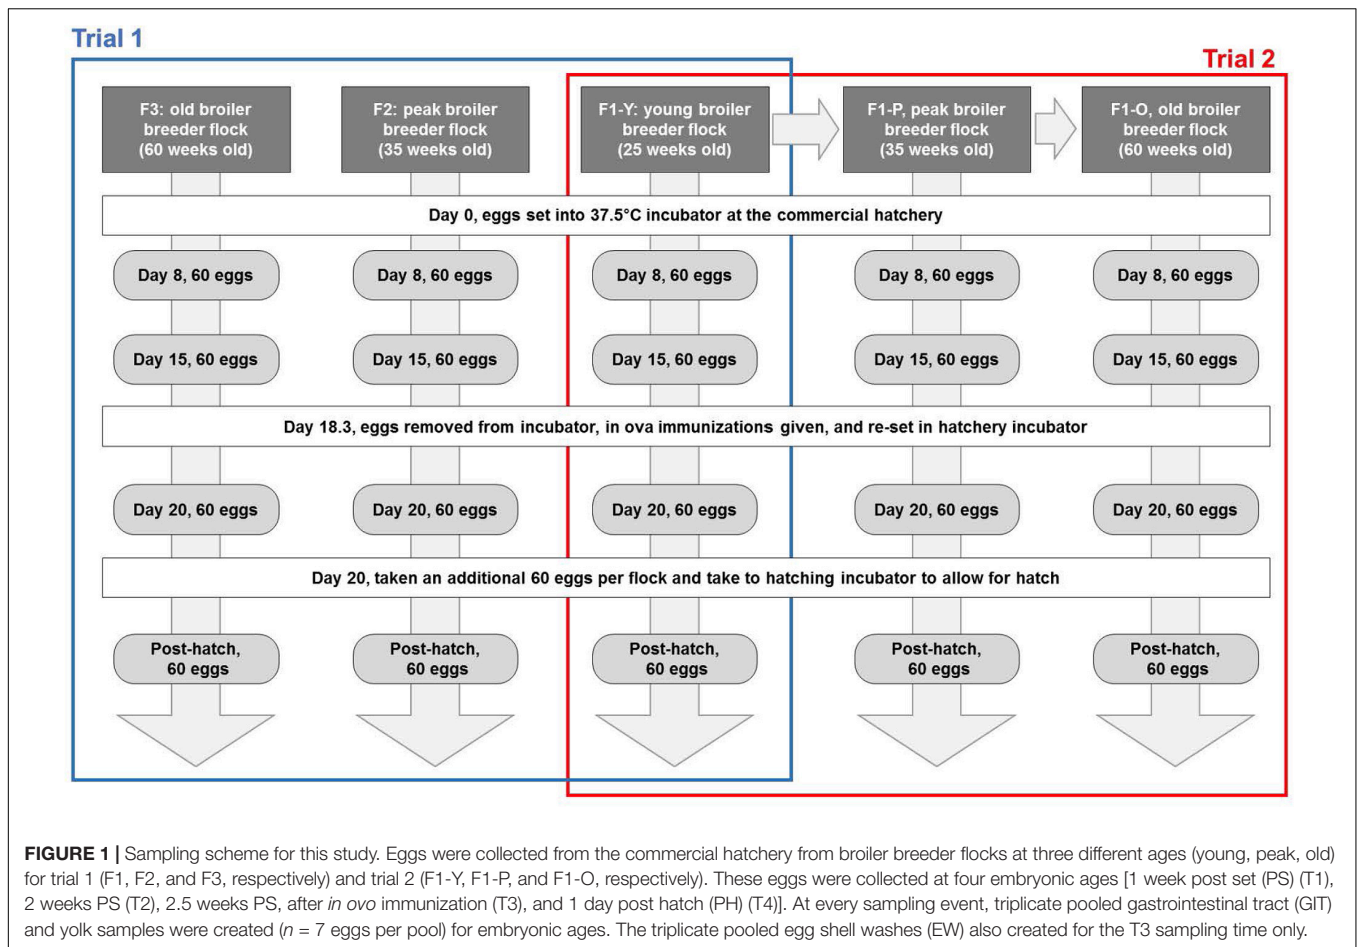 Trial 1
Trial 2
F3: old broiler
breeder flock
(60 weeks old)
F2: peak broiler
breeder flock
(35 weeks old)
F1-Y: young broiler
breeder flock
(25 weeks old)
F1-P, peak broiler
breeder flock
(35 weeks old)
F1-O, old broiler
breeder flock
(60 weeks old)
Day 0, eggs set into 37.5°C incubator at the commercial hatchery
Day 8, 60 eggs
Day 8, 60 eggs
Day 8, 60 eggs
Day 8, 60 eggs
Day 8, 60 eggs
Day 15, 60 eggs
Day 15, 60 eggs
Day 15, 60 eggs
Day 15, 60 eggs
Day 15, 60 eggs
Day 18.3, eggs removed from incubator, in ova immunizations given, and re-set in hatchery incubator
Day 20, 60 eggs
Day 20, 60 eggs
Day 20, 60 eggs
Day 20, 60 eggs
Day 20, 60 eggs
Day 20, taken an additional 60 eggs per flock and take to hatching incubator to allow for hatch
Post-hatch,
60 eggs
Post-hatch,
60 eggs
Post-hatch,
60 eggs
Post-hatch,
60 eggs
Post-hatch,
60 eggs
FIGURE 1 | Sampling scheme for this study. Eggs were collected from the commercial hatchery from broiler breeder flocks at three different ages (young, peak, old)
for trial 1 (F1, F2, and F3, respectively) and trial 2 (F1-Y, F1-P, and F1-O, respectively). These eggs were collected at four embryonic ages [1 week post set (PS) (T1),
2 weeks PS (T2), 2.5 weeks PS, after in ovo immunization (T3), and 1 day post hatch (PH) (T4)]. At every sampling event, triplicate pooled gastrointestinal tract (GIT)
and yolk samples were created (n = 7 eggs per pool) for embryonic ages. The triplicate pooled egg shell washes (EW) also created for the T3 sampling time only.